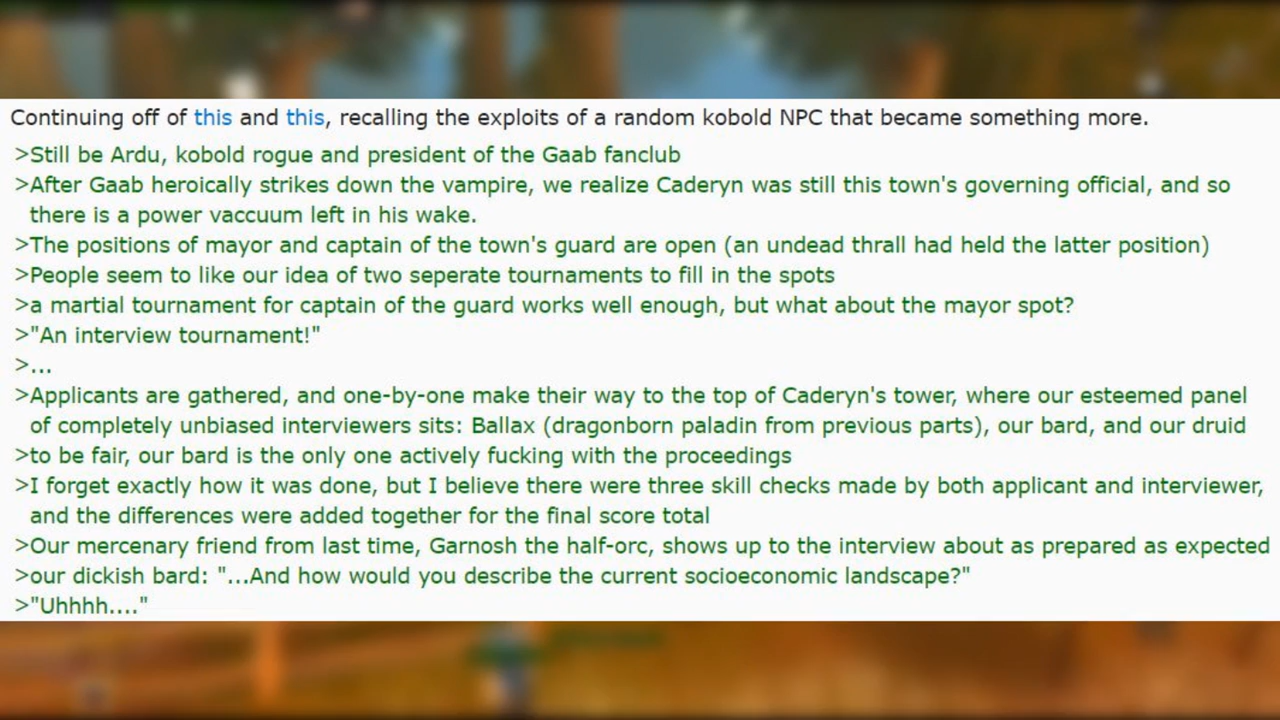 Continuing off of this and this, recalling the exploits of a random kobold NPC that became something more.
>Still be Ardu, kobold rogue and president of the Gaab fanclub
>After Gaab heroically strikes down the vampire, we realize Caderyn was still this town's governing official, and so
there is a power vaccuum left in his wake.
>The positions of mayor and captain of the town's guard are open (an undead thrall had held the latter position)
>People seem to like our idea of two seperate tournaments to fill in the spots
>a martial tournament for captain of the guard works well enough, but what about the mayor spot?
>"An interview tournament!"
>...
>Applicants are gathered, and one-by-one make their way to the top of Caderyn's tower, where our esteemed panel
of completely unbiased interviewers sits: Ballax (dragonborn paladin from previous parts), our bard, and our druid
>to be fair, our bard is the only one actively fucking with the proceedings
>I forget exactly how it was done, but I believe there were three skill checks made by both applicant and interviewer,
and the differences were added together for the final score total
>Our mercenary friend from last time, Garnosh the half-orc, shows up to the interview about as prepared as expected
>our dickish bard: "...And how would you describe the current socioeconomic landscape?"
>"Uhhhh...."